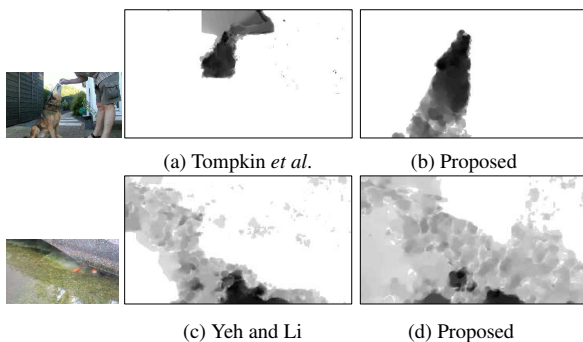 (a) Tompkin et al.
(b) Proposed
(c) Yeh and Li
(d) Proposed